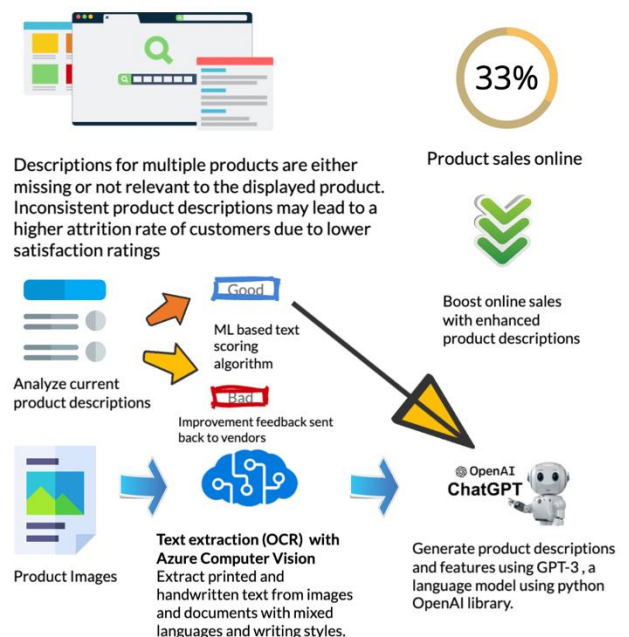 33%
Product sales online
Descriptions for multiple products are either
missing or not relevant to the displayed product.
Inconsistent product descriptions may lead to a
higher attrition rate of customers due to lower
satisfaction ratings
Boost online sales
with enhanced
product descriptions
Analyze current
product descriptions
Good
ML based text
scoring
algorithm
Bad
Improvement feedback sent
back to vendors
Product Images
Text extraction (OCR) with
Azure Computer Vision
Extract printed and
handwritten text from images
and documents with mixed
languages and writing styles.
OpenAI
ChatGPT
Generate product descriptions
and features using GPT-3 , a
language model using python
OpenAI library.